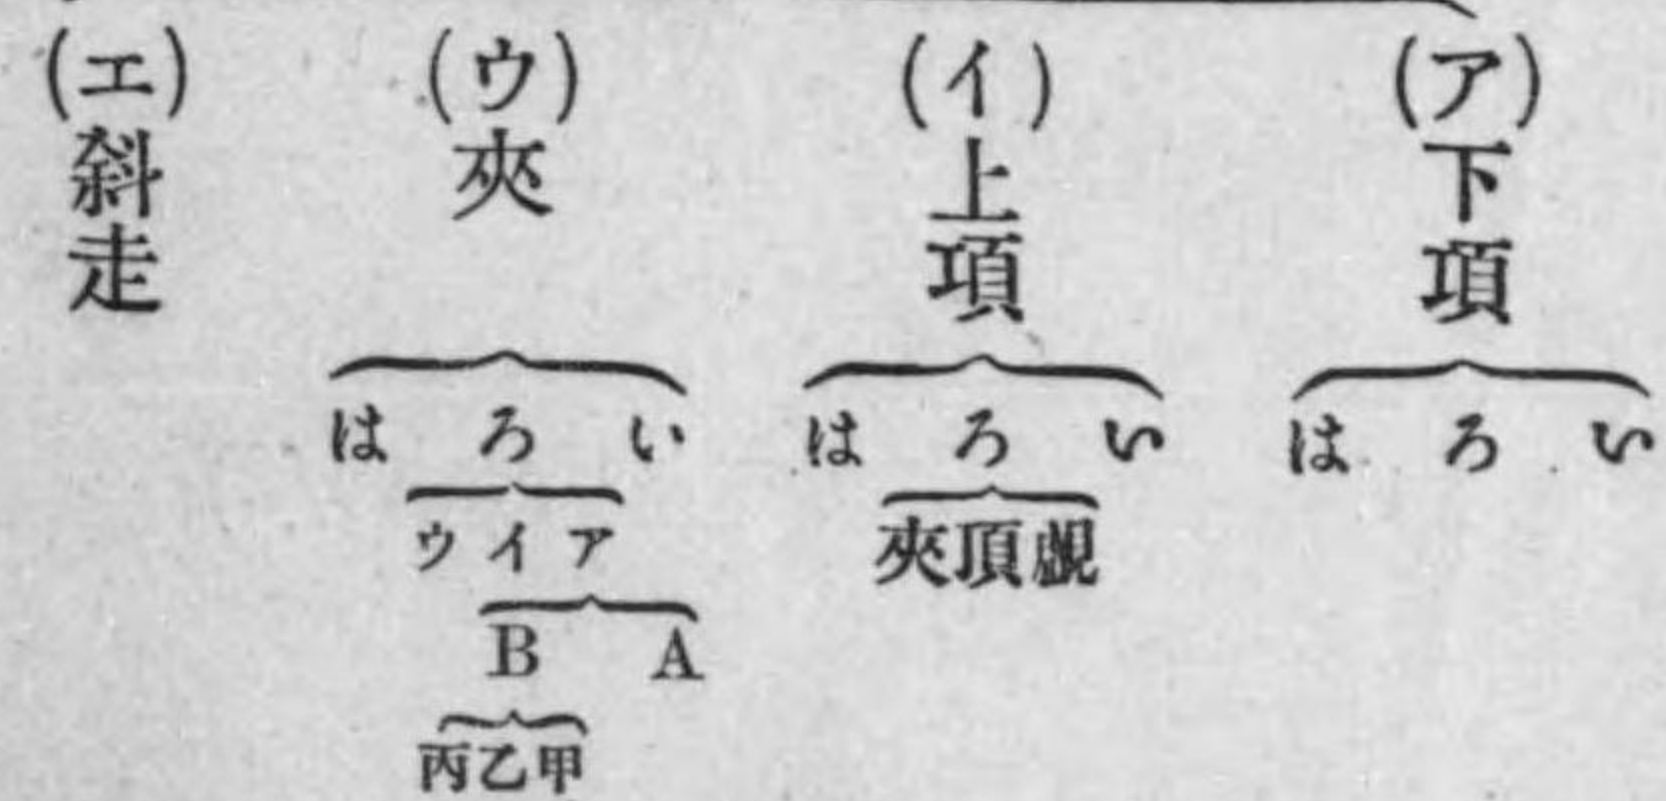 (ア)下項
い
ろ
は
(イ)上項
い
ろ
は
覷
頂
夾
(ウ)夾
い
ろ
は
ア
イ
ウ
A
B
甲
乙
丙
(エ)斜走